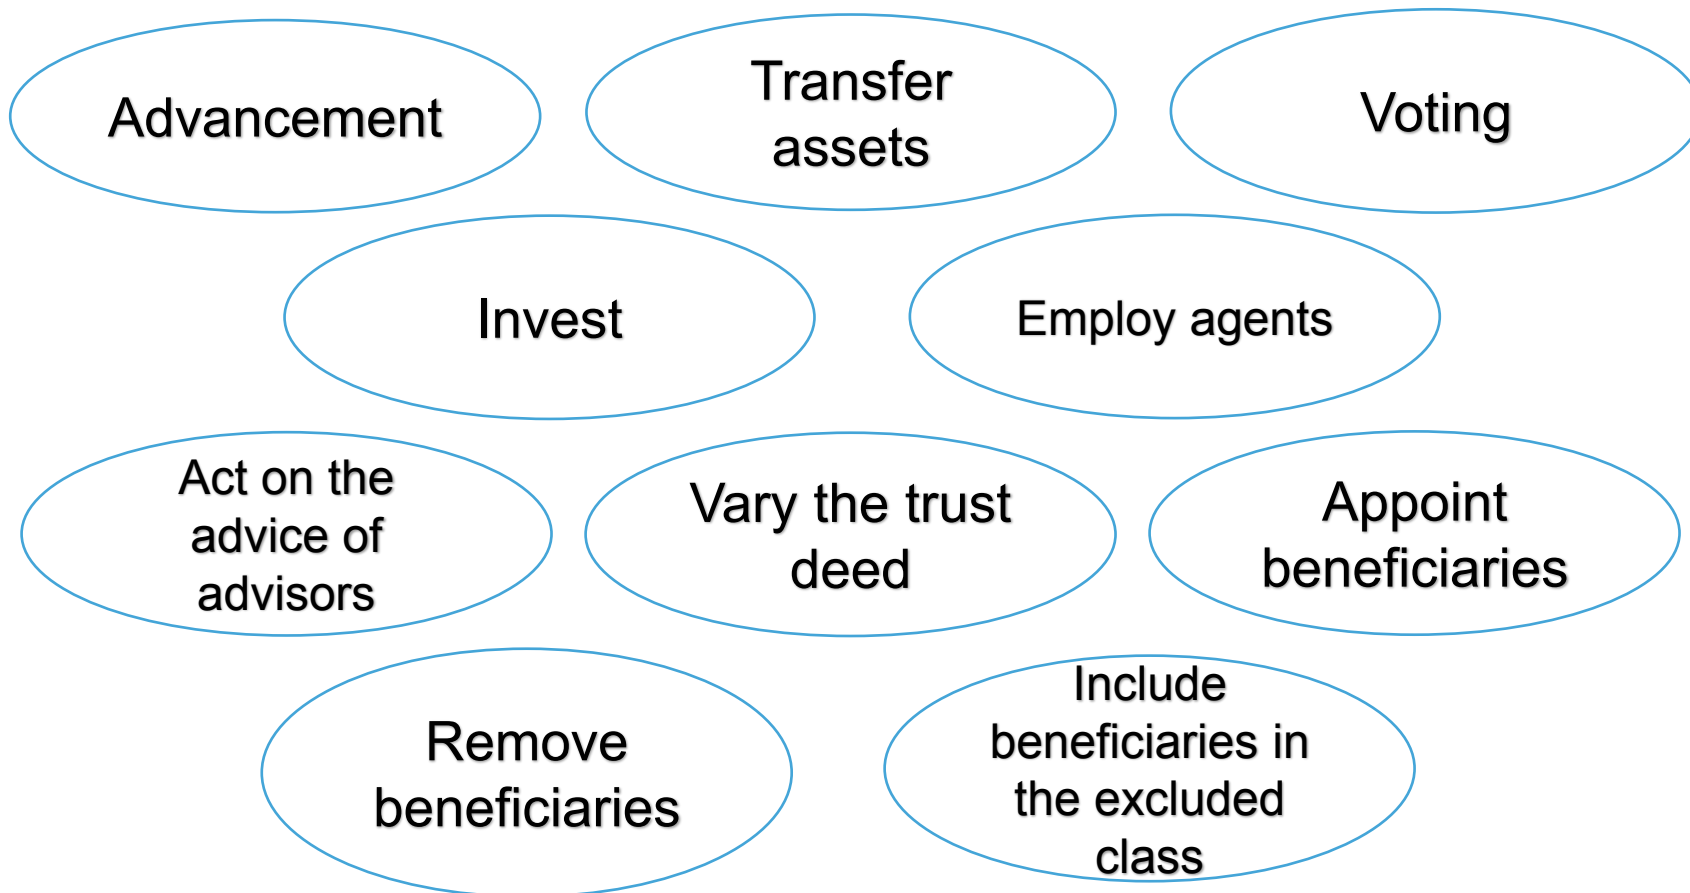 Advancement
Transfer
assets
Voting
Invest
Employ agents
Act on the
advice of
advisors
Vary the trust
deed
Appoint
beneficiaries
Remove
beneficiaries
Include
beneficiaries in
the excluded
class